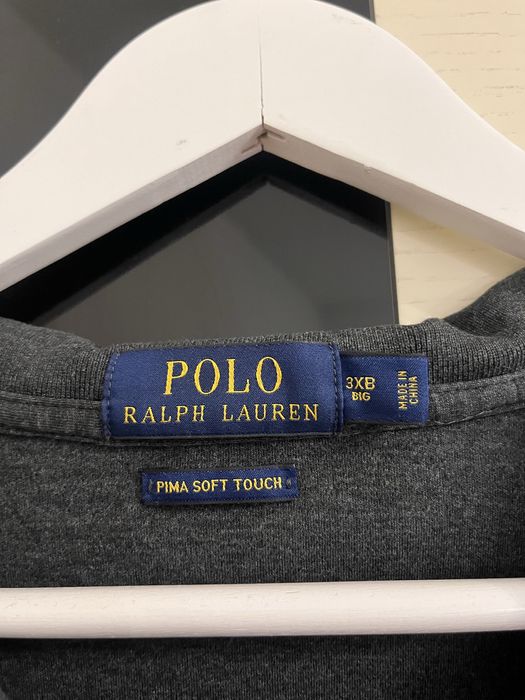 POLO
RALPH LAUREN
3XB
BIG
MADE IN
CHINA
PIMA SOFT TOUCH